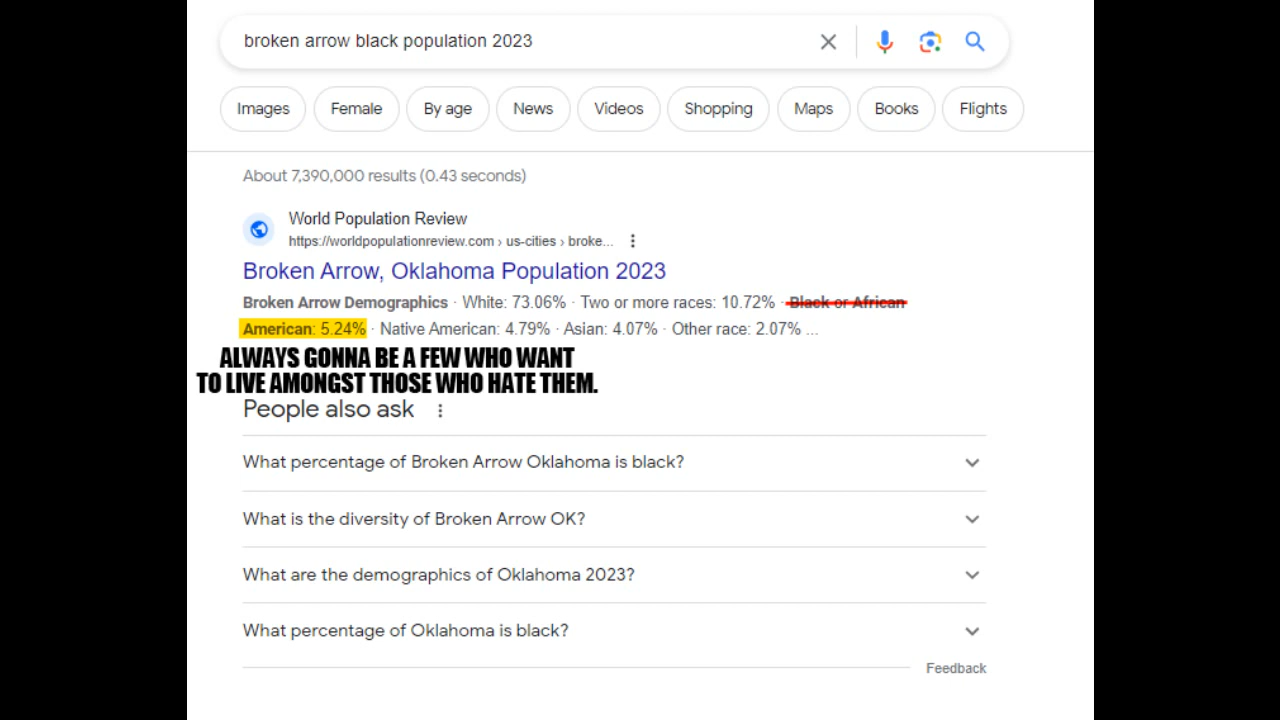 broken arrow black population 2023
Images Female By age News Videos Shopping Maps Books Flights
About 7,390,000 results (0.43 seconds)
World Population Review
https://worldpopulationreview.com › us-cities › broke...
Broken Arrow, Oklahoma Population 2023
Broken Arrow Demographics · White: 73.06% · Two or more races: 10.72% · Black or African
American: 5.24% · Native American: 4.79% · Asian: 4.07% · Other race: 2.07% ...
ALWAYS GONNA BE A FEW WHO WANT
TO LIVE AMONGST THOSE WHO HATE THEM.
People also ask
What percentage of Broken Arrow Oklahoma is black?
What is the diversity of Broken Arrow OK?
What are the demographics of Oklahoma 2023?
What percentage of Oklahoma is black?
Feedback